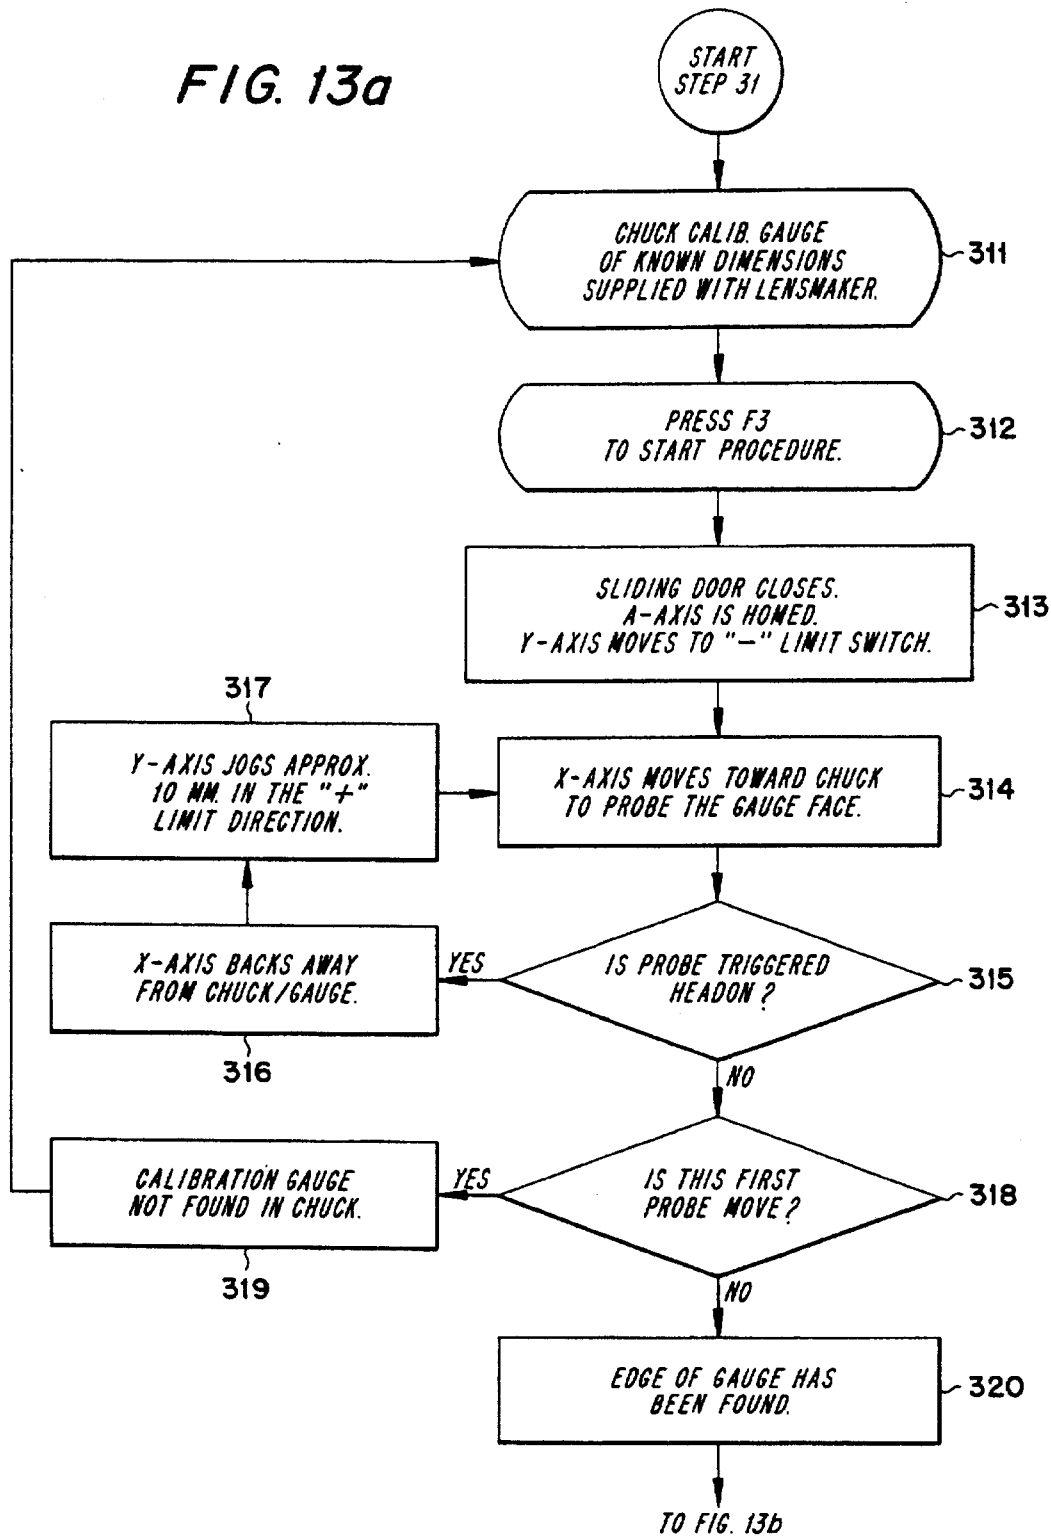 FIG. 13a
START
STEP 31
CHUCK CALIB. GAUGE
OF KNOWN DIMENSIONS
SUPPLIED WITH LENSMAKER.
311
PRESS F3
TO START PROCEDURE.
312
SLIDING DOOR CLOSES.
A-AXIS IS HOMED.
Y-AXIS MOVES TO "-" LIMIT SWITCH.
313
317
Y-AXIS JOGS APPROX.
10 MM. IN THE "+"
LIMIT DIRECTION.
X-AXIS MOVES TOWARD CHUCK
TO PROBE THE GAUGE FACE.
314
X-AXIS BACKS AWAY
FROM CHUCK/GAUGE.
316
YES
IS PROBE TRIGGERED
HEADON?
315
NO
CALIBRATION GAUGE
NOT FOUND IN CHUCK.
319
YES
IS THIS FIRST
PROBE MOVE?
318
NO
EDGE OF GAUGE HAS
BEEN FOUND.
320
TO FIG. 13b